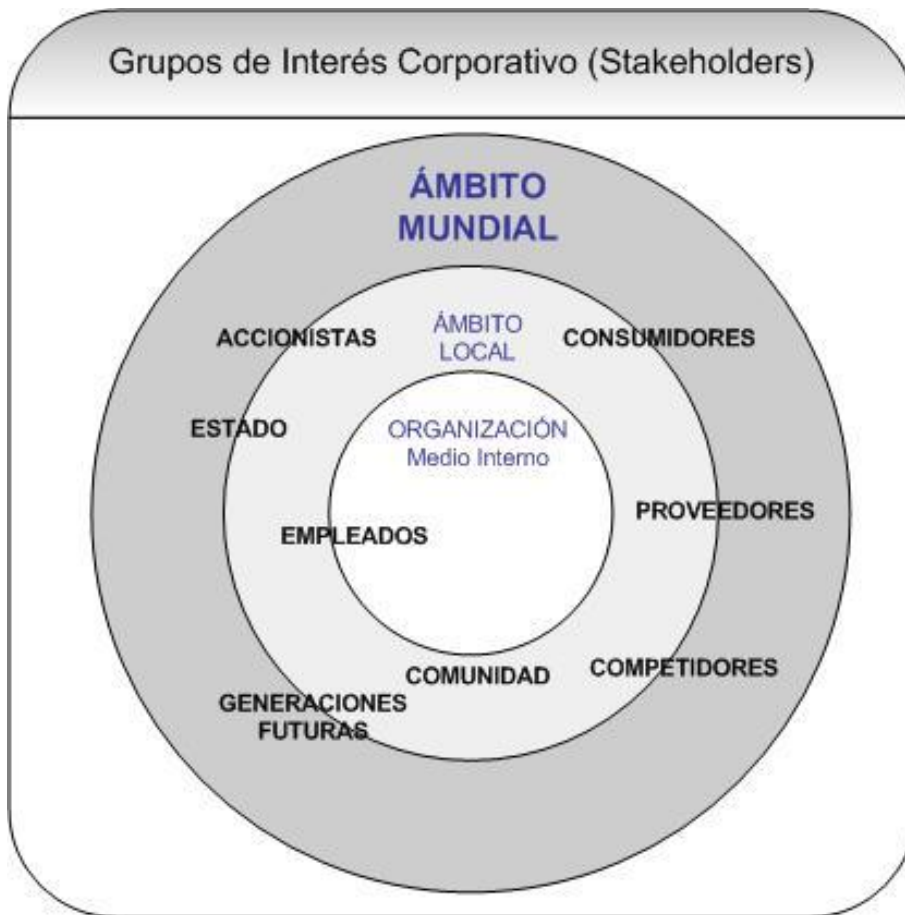 Grupos de Interés Corporativo (Stakeholders)
ÁMBITO
MUNDIAL
ACCIONISTAS
ÁMBITO
LOCAL
CONSUMIDORES
ESTADO
ORGANIZACIÓN
Medio Interno
PROVEEDORES
EMPLEADOS
COMUNIDAD
COMPETIDORES
GENERACIONES
FUTURAS